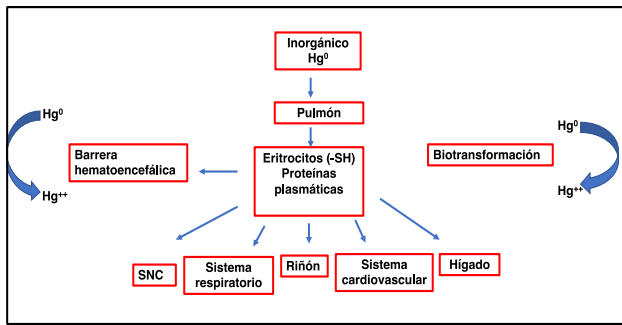 Inorgánico
Hg⁰
Pulmón
Hg⁰
Hg⁺⁺
Barrera
hematoencefálica
Eritrocitos (-SH)
Proteínas
plasmáticas
Biotransformación
Hg⁰
Hg⁺⁺
SNC
Sistema
respiratorio
Riñón
Sistema
cardiovascular
Hígado